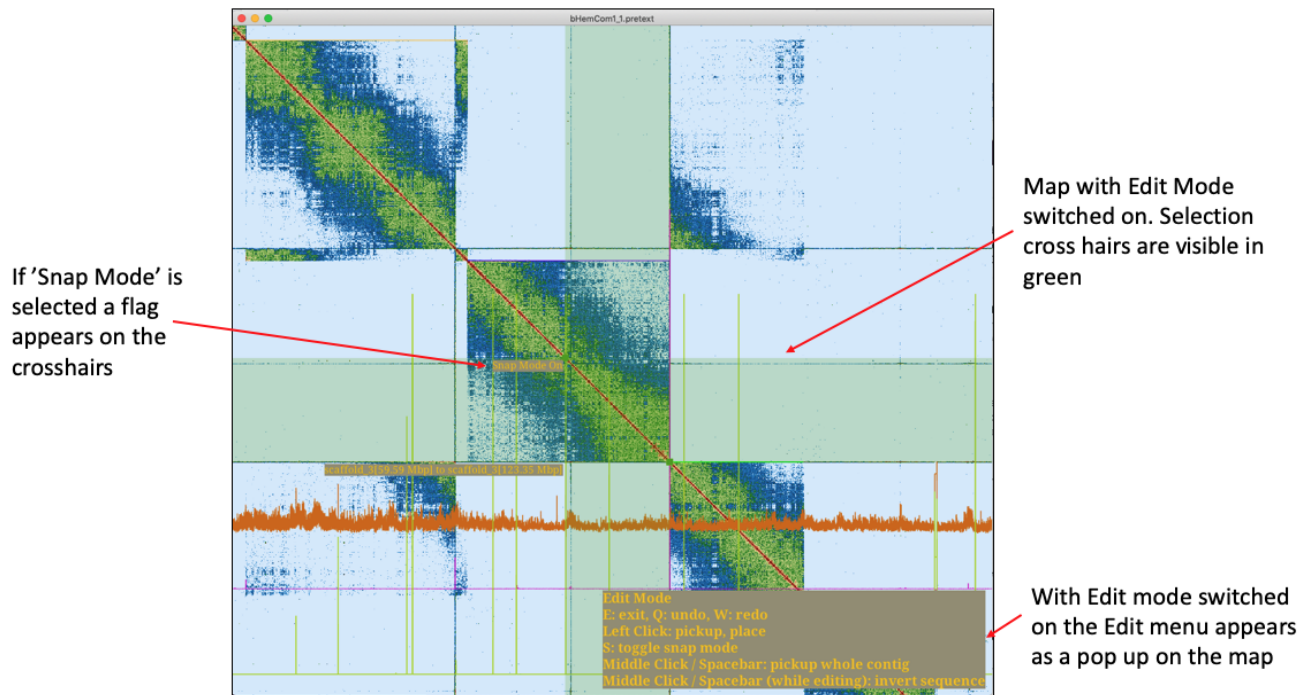 bHemCom1_1.pretext
If ’Snap Mode’ is
selected a flag
appears on the
crosshairs
Snap Mode On
Map with Edit Mode
switched on. Selection
cross hairs are visible in
green
scaffold_3[59.59 Mbp] to scaffold_3[123.35 Mbp]
Edit Mode
E: exit, Q: undo, W: redo
Left Click: pickup, place
S: toggle snap mode
Middle Click / Spacebar: pickup whole contig
Middle Click / Spacebar (while editing): invert sequence
With Edit mode switched
on the Edit menu appears
as a pop up on the map